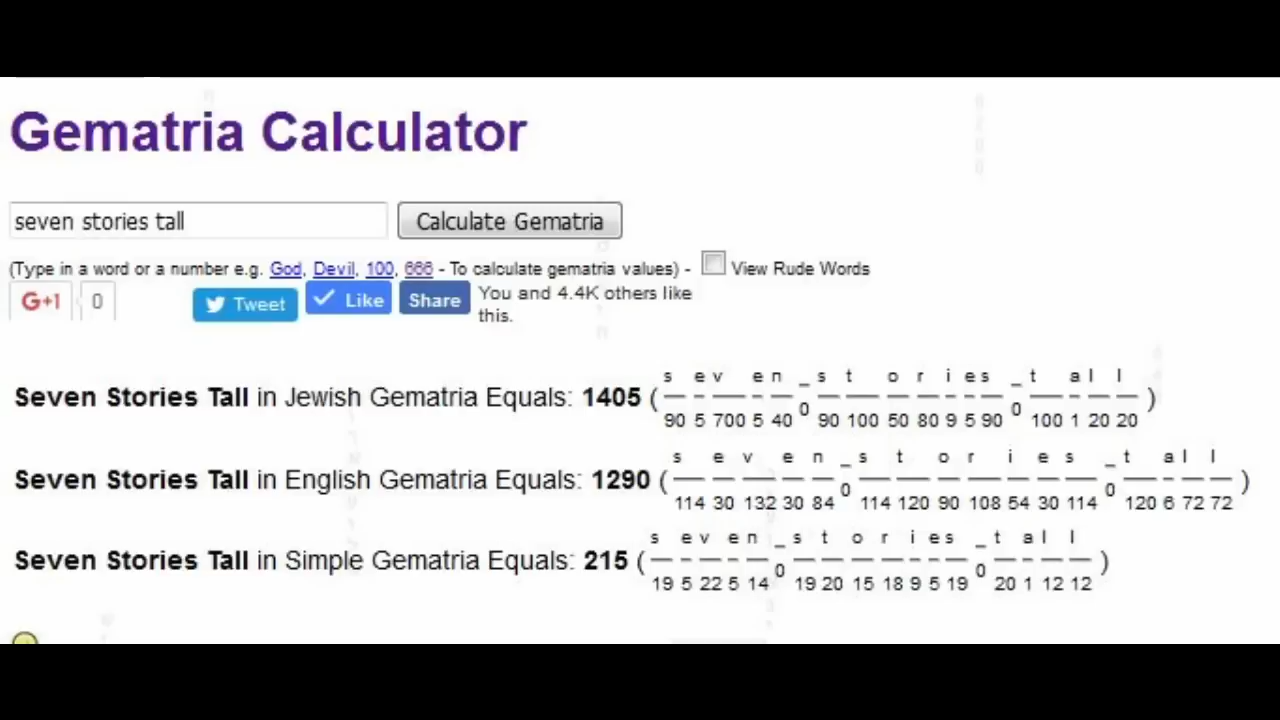 Gematria Calculator
seven stories tall Calculate Gematria
(Type in a word or a number e.g. God, Devil, 100, 666 - To calculate gematria values) - View Rude Words
G+1 0 Tweet Like Share You and 4.4K others like
this.
s e v e n _ s t o r i e s _ t a l l
Seven Stories Tall in Jewish Gematria Equals: 1405 ( 0 0 )
90 5 700 5 40 90 100 50 80 9 5 90 100 1 20 20
s e v e n _ s t o r i e s _ t a l l
Seven Stories Tall in English Gematria Equals: 1290 ( 0 0 )
114 30 132 30 84 114 120 90 108 54 30 114 120 6 72 72
s e v e n _ s t o r i e s _ t a l l
Seven Stories Tall in Simple Gematria Equals: 215 ( 0 0 )
19 5 22 5 14 19 20 15 18 9 5 19 20 1 12 12